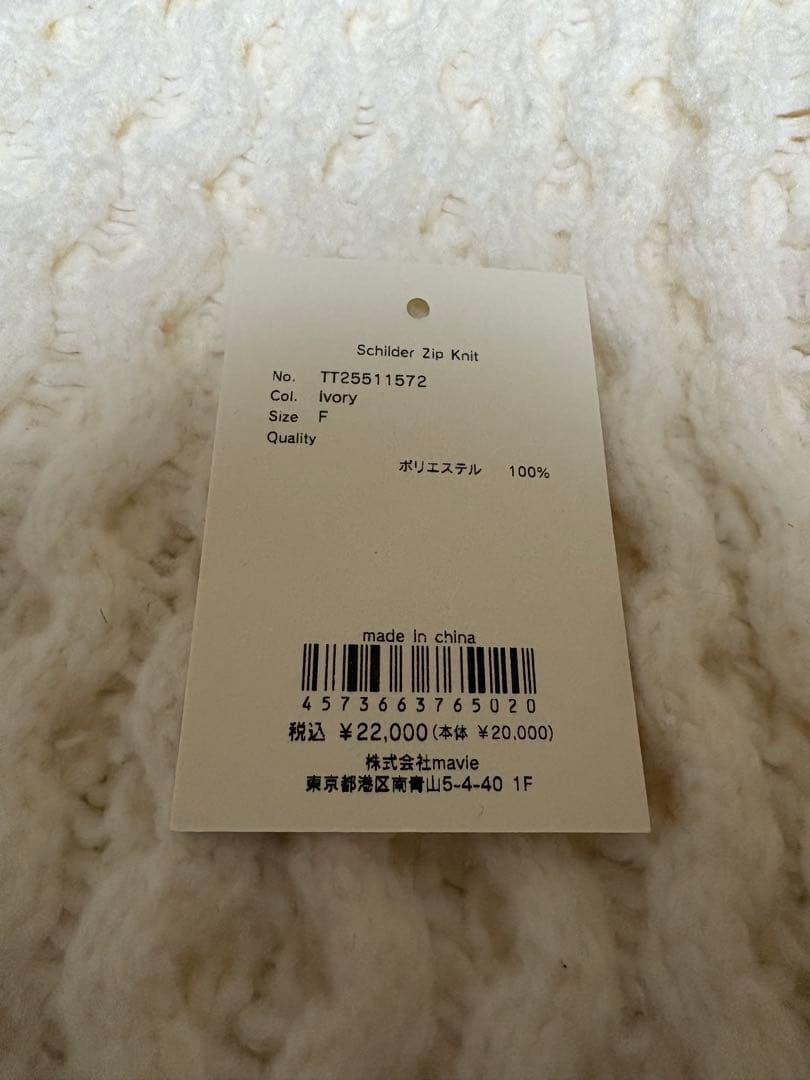 Schilder Zip Knit
No. TT25511572
Col. Ivory
Size F
Quality
ポリエステル 100%
made in china
4573663765020
税込 ¥22,000(本体 ¥20,000)
株式会社mavie
東京都港区南青山5-4-40 1F